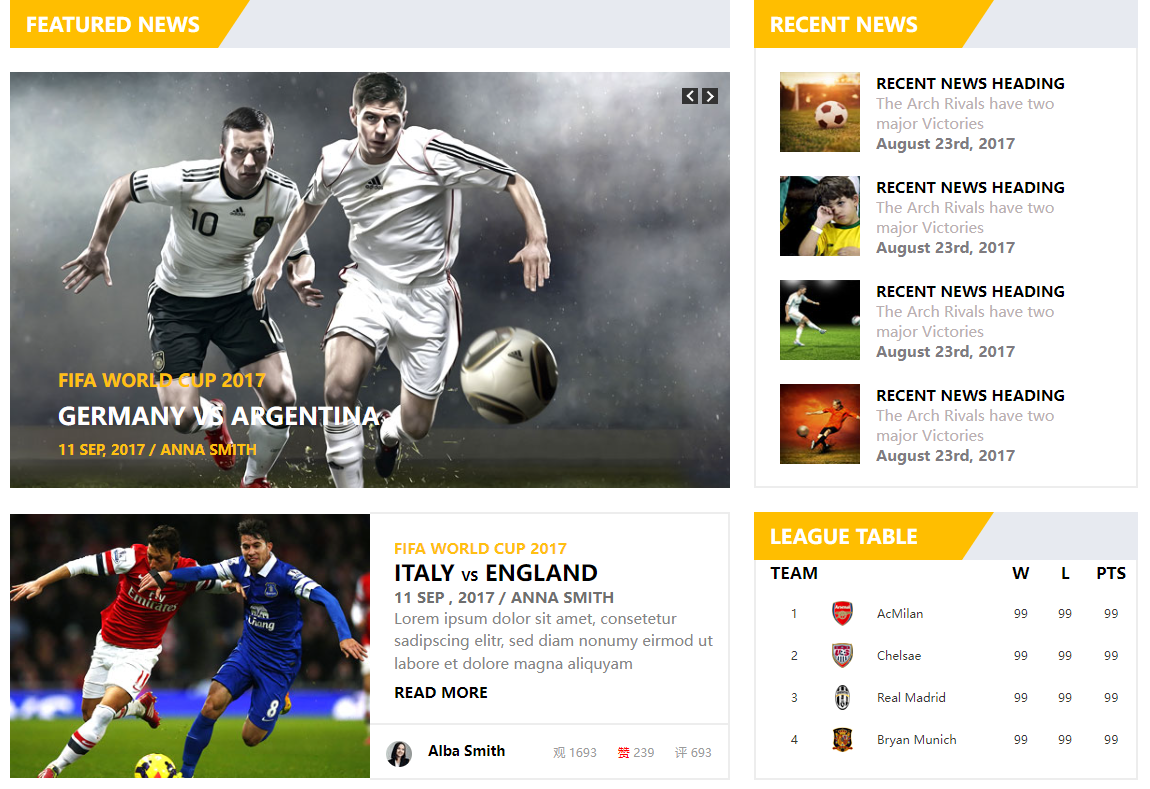 FEATURED NEWS
10
10
FIFA WORLD CUP 2017
GERMANY VS ARGENTINA
11 SEP, 2017 / ANNA SMITH
Fly
Emirates
Chang
11
8
FIFA WORLD CUP 2017
ITALY vs ENGLAND
11 SEP , 2017 / ANNA SMITH
Lorem ipsum dolor sit amet, consetetur
sadipscing elitr, sed diam nonumy eirmod ut
labore et dolore magna aliquyam
READ MORE
Alba Smith 观 1693 赞 239 评 693
RECENT NEWS
RECENT NEWS HEADING
The Arch Rivals have two
major Victories
August 23rd, 2017
RECENT NEWS HEADING
The Arch Rivals have two
major Victories
August 23rd, 2017
RECENT NEWS HEADING
The Arch Rivals have two
major Victories
August 23rd, 2017
RECENT NEWS HEADING
The Arch Rivals have two
major Victories
August 23rd, 2017
LEAGUE TABLE
TEAM W L PTS
1 AcMilan 99 99 99
2 Chelsae 99 99 99
3 Real Madrid 99 99 99
4 Bryan Munich 99 99 99